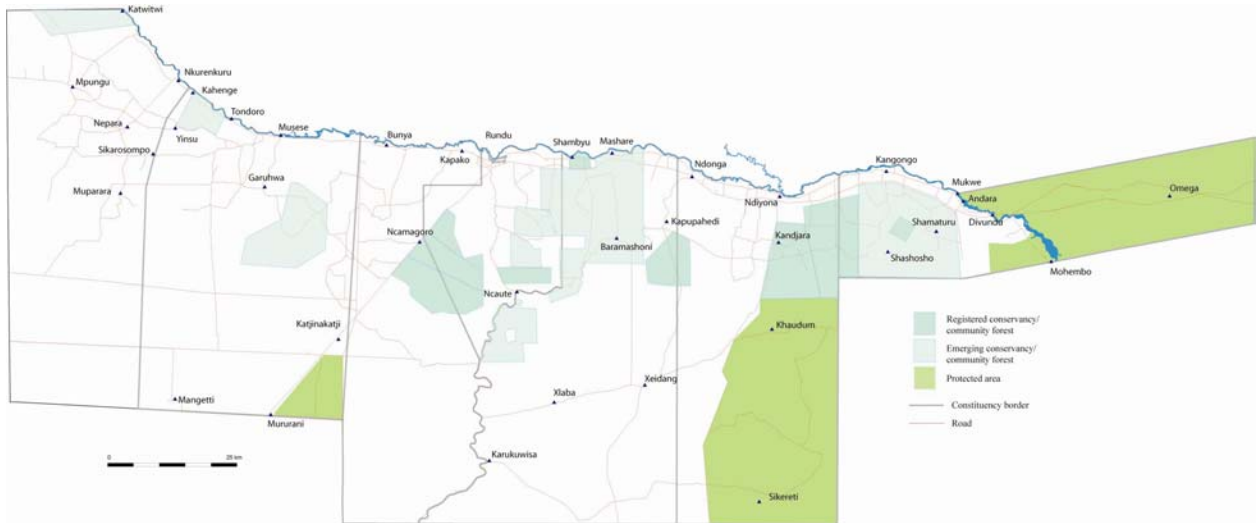 Katwitwi
Nkurenkuru
Mpungu
Kahenge
Tondoro
Nepara
Yinsu
Musese
Bunya
Rundu
Shambyu
Mashare
Kapako
Sikarosompo
Ndonga
Kangongo
Muparara
Garuhwa
Ndiyona
Mukwe
Andara
Omega
Divundu
Kapupahedi
Shamaturu
Ncamagoro
Baramashoni
Kandjara
Shashosho
Mohembo
Ncaute
Katjinakatji
Khaudum
Registered conservancy/
community forest
Emerging conservancy/
community forest
Protected area
Constituency border
Road
Xeidang
Mangetti
Xlaba
Mururani
0
25 km
Karukuwisa
Sikereti